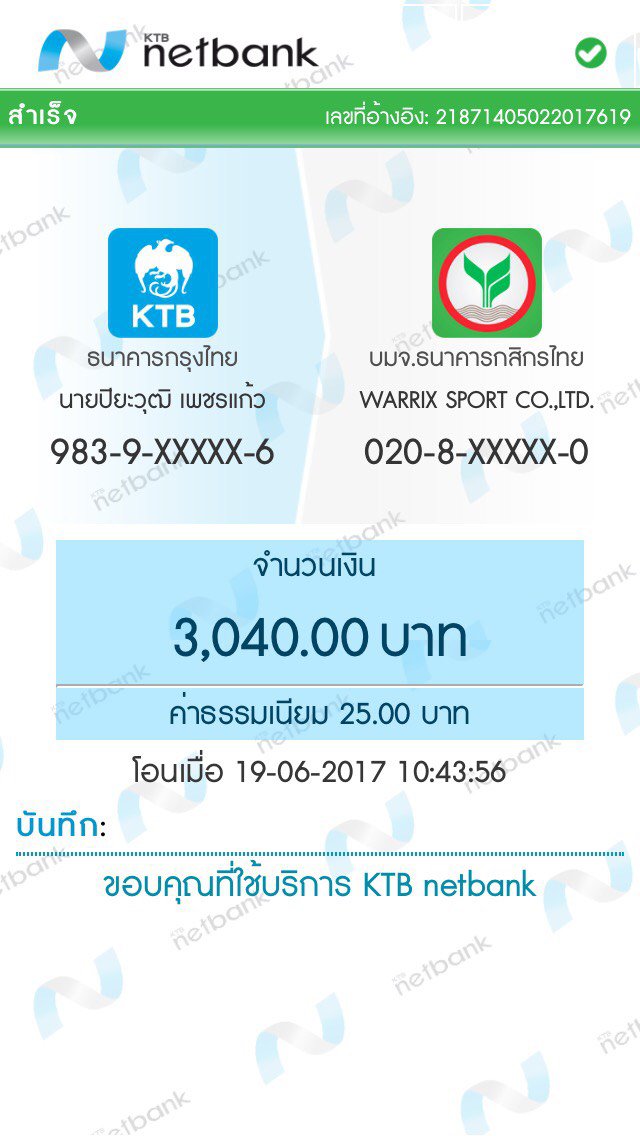 KTB
netbank
สำเร็จ เลขที่อ้างอิง: 21871405022017619
KTB
ธนาคารกรุงไทย
นายปิยะวุฒิ เพชรแก้ว
983-9-XXXXX-6
บมจ.ธนาคารกสิกรไทย
WARRIX SPORT CO.,LTD.
020-8-XXXXX-0
จำนวนเงิน
3,040.00 บาท
ค่าธรรมเนียม 25.00 บาท
โอนเมื่อ 19-06-2017 10:43:56
บันทึก:
ขอบคุณที่ใช้บริการ KTB netbank